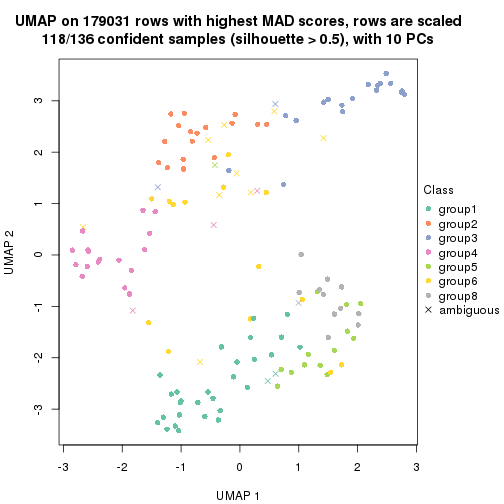 UMAP on 179031 rows with highest MAD scores, rows are scaled
118/136 confident samples (silhouette > 0.5), with 10 PCs
3
2
1
0
-1
-2
-3
UMAP 2
-3
-2
-1
0
1
2
3
UMAP 1
Class
group1
group2
group3
group4
group5
group6
group8
ambiguous